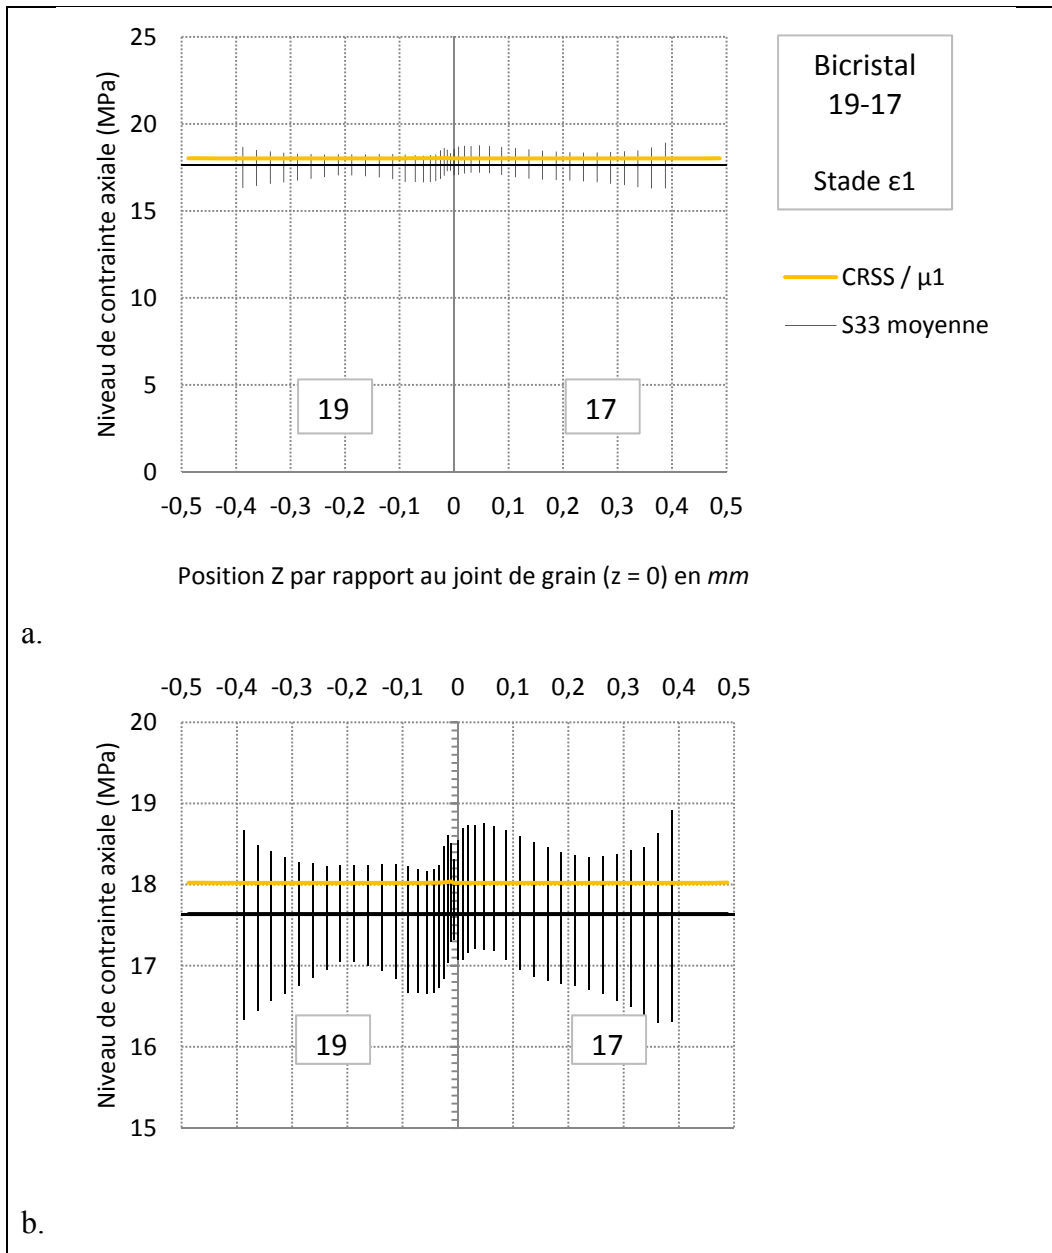 Niveau de contrainte axiale (MPa)
25
20
15
10
5
0
-0,5 -0,4 -0,3 -0,2 -0,1 0 0,1 0,2 0,3 0,4 0,5
19
17
Position Z par rapport au joint de grain (z = 0) en mm
Bicristal
19-17
Stade ε1
CRSS / µ1
S33 moyenne
a.
-0,5 -0,4 -0,3 -0,2 -0,1 0 0,1 0,2 0,3 0,4 0,5
Niveau de contrainte axiale (MPa)
20
19
18
17
16
15
19
17
b.